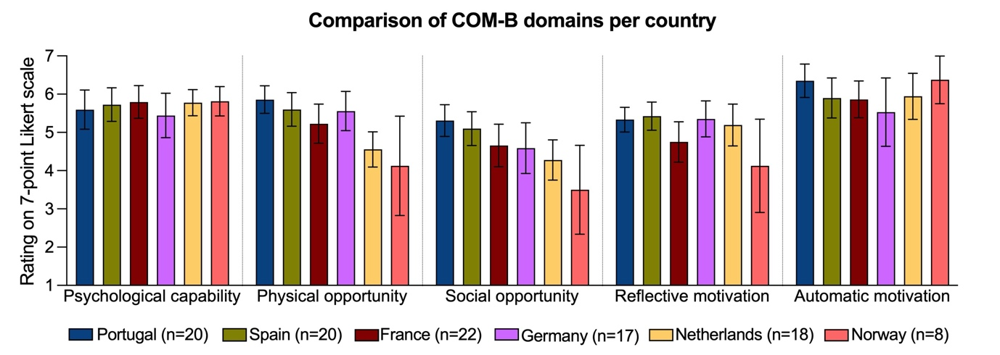 Comparison of COM-B domains per country
Rating on 7-point Likert scale
7
6
5
4
3
2
1
Psychological capability Physical opportunity Social opportunity Reflective motivation Automatic motivation
Portugal (n=20) Spain (n=20) France (n=22) Germany (n=17) Netherlands (n=18) Norway (n=8)